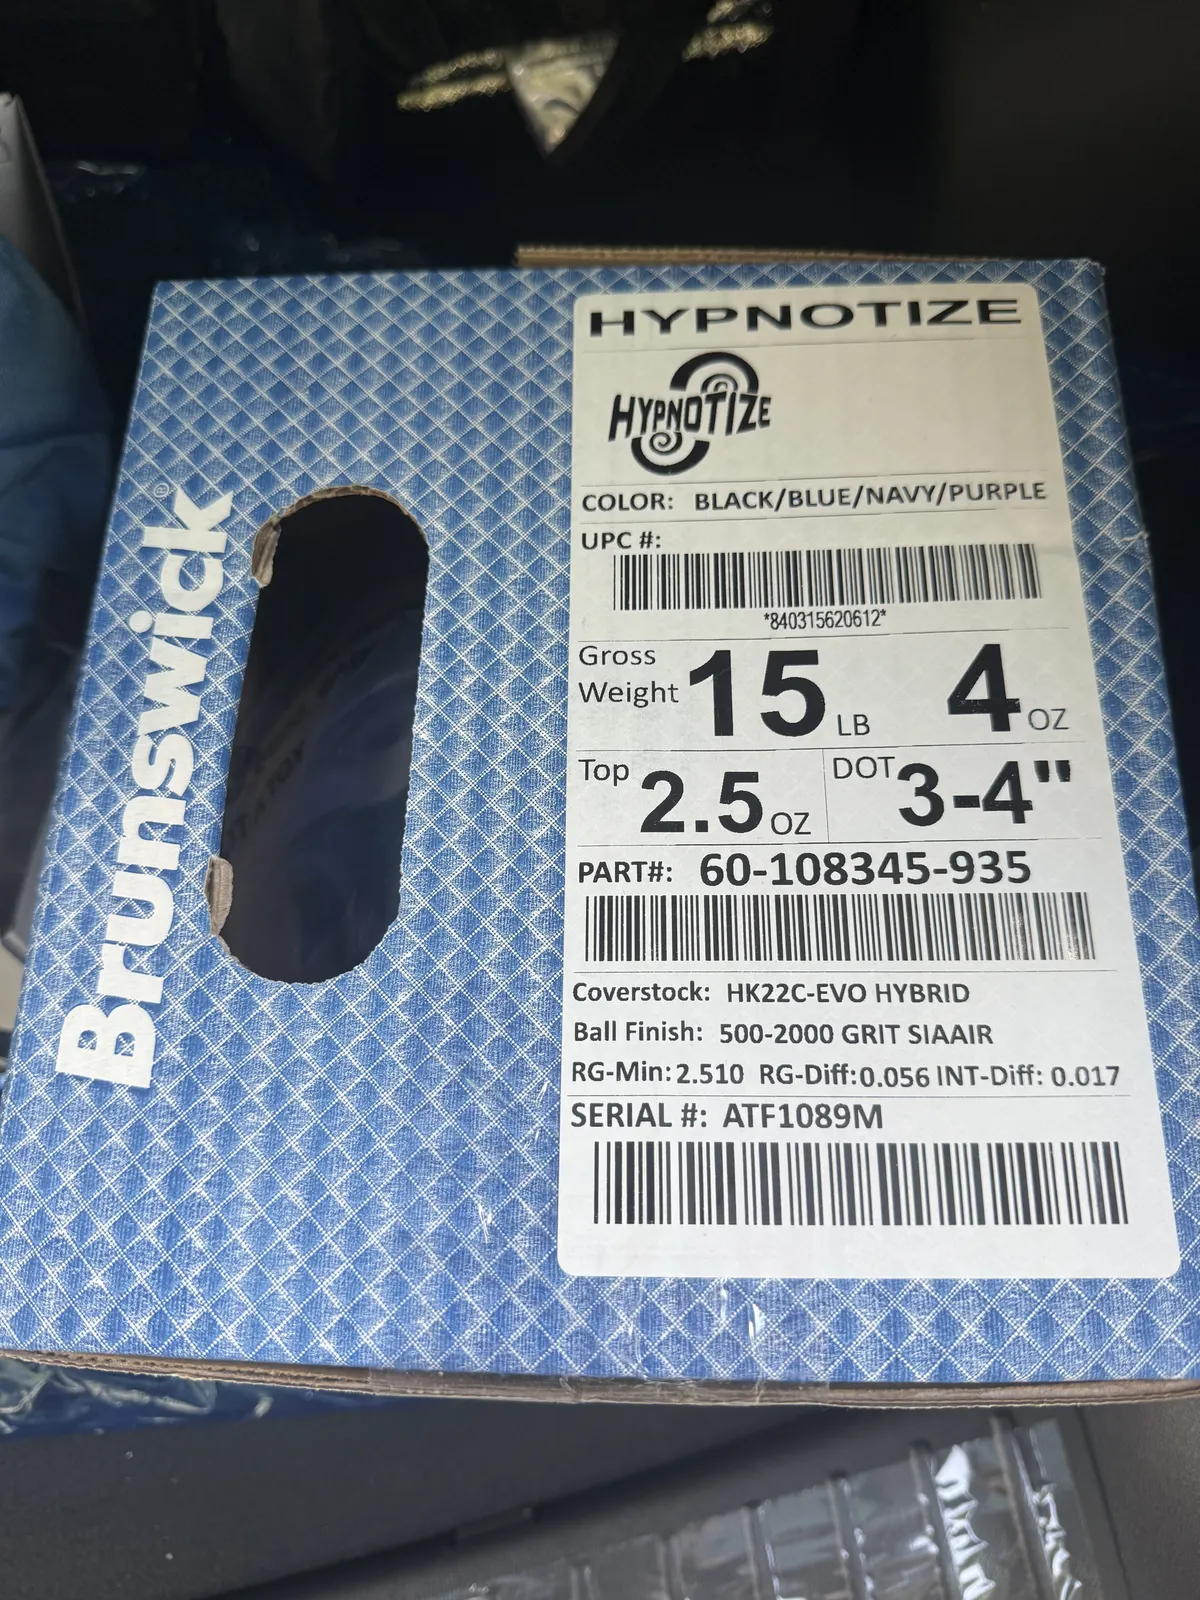 Brunswick®
HYPNOTIZE
HYPNOTIZE
COLOR: BLACK/BLUE/NAVY/PURPLE
UPC #:
*840315620612*
Gross Weight 15 LB 4 OZ
Top 2.5 OZ DOT 3-4"
PART#: 60-108345-935
Coverstock: HK22C-EVO HYBRID
Ball Finish: 500-2000 GRIT SIAAIR
RG-Min: 2.510 RG-Diff: 0.056 INT-Diff: 0.017
SERIAL #: ATF1089M